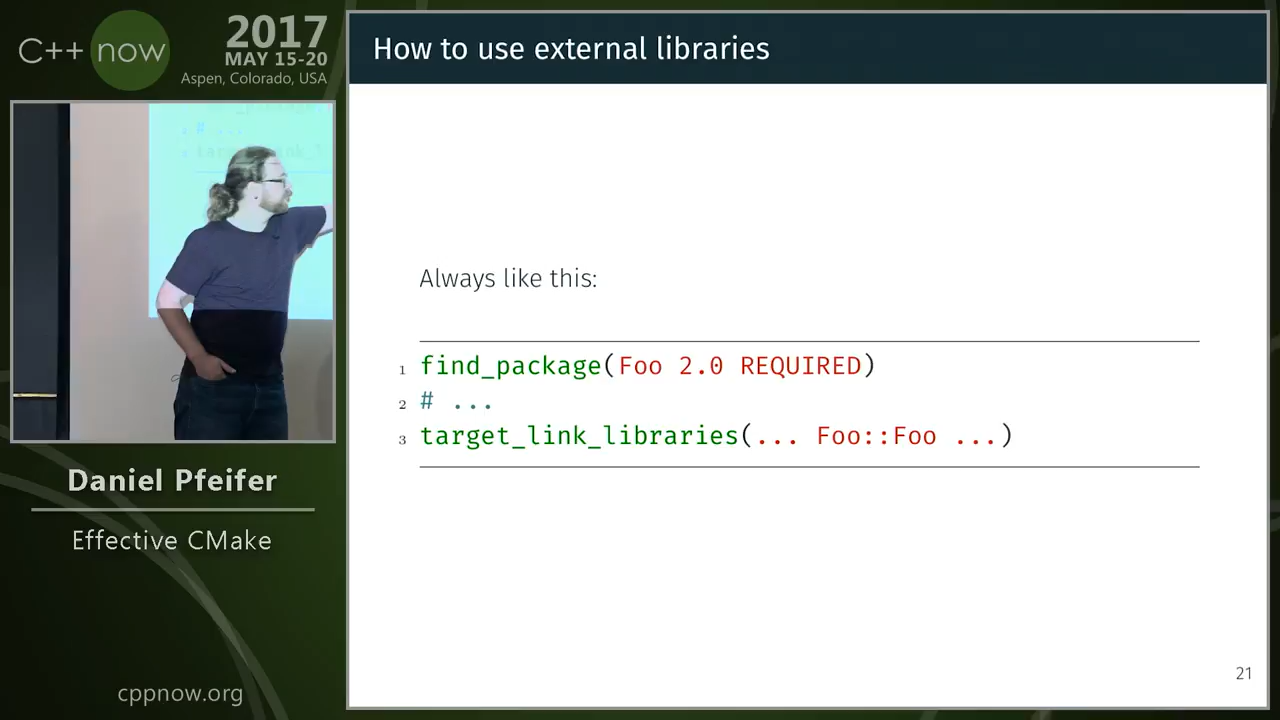 C++ now
2017
MAY 15-20
Aspen, Colorado, USA
Daniel Pfeifer
Effective CMake
cppnow.org
How to use external libraries
Always like this:
1 find_package(Foo 2.0 REQUIRED)
2 # ...
3 target_link_libraries(... Foo::Foo ...)
21